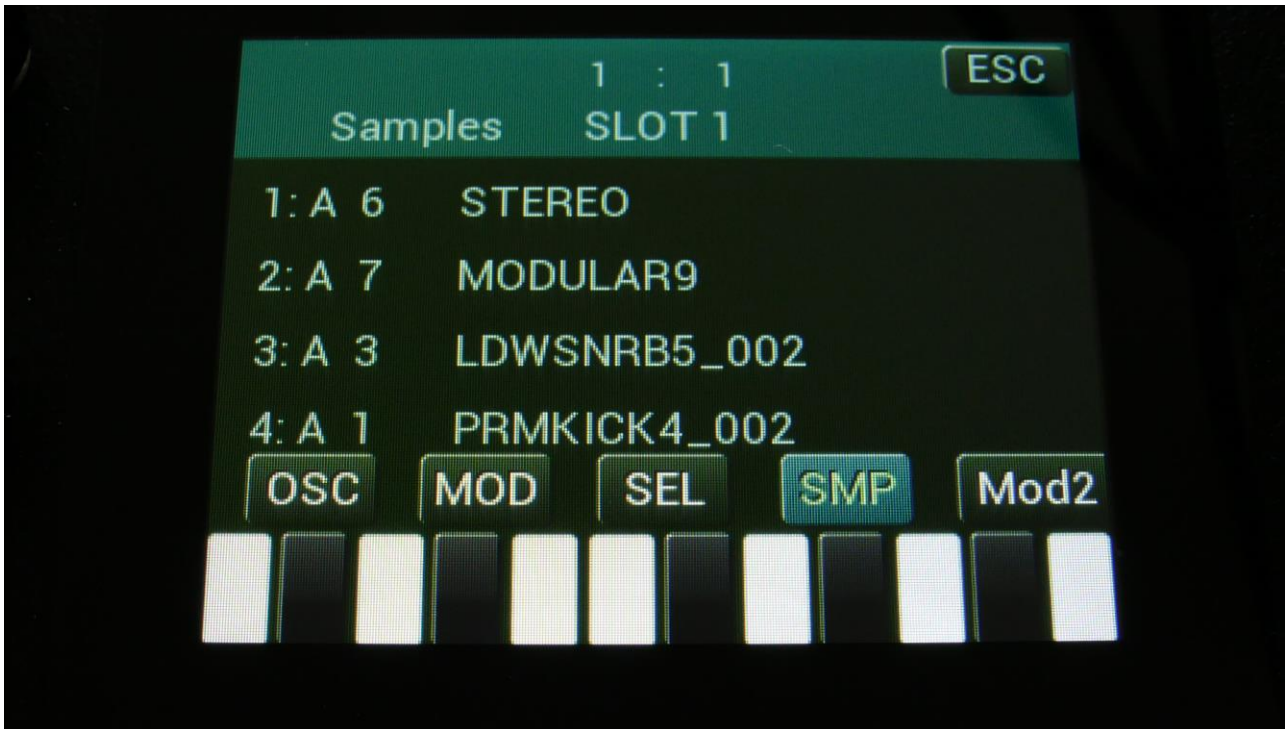 1 : 1 ESC
Samples SLOT 1
1: A 6 STEREO
2: A 7 MODULAR9
3: A 3 LDWSNRB5_002
4: A 1 PRMKICK4_002
OSC MOD SEL SMP Mod2